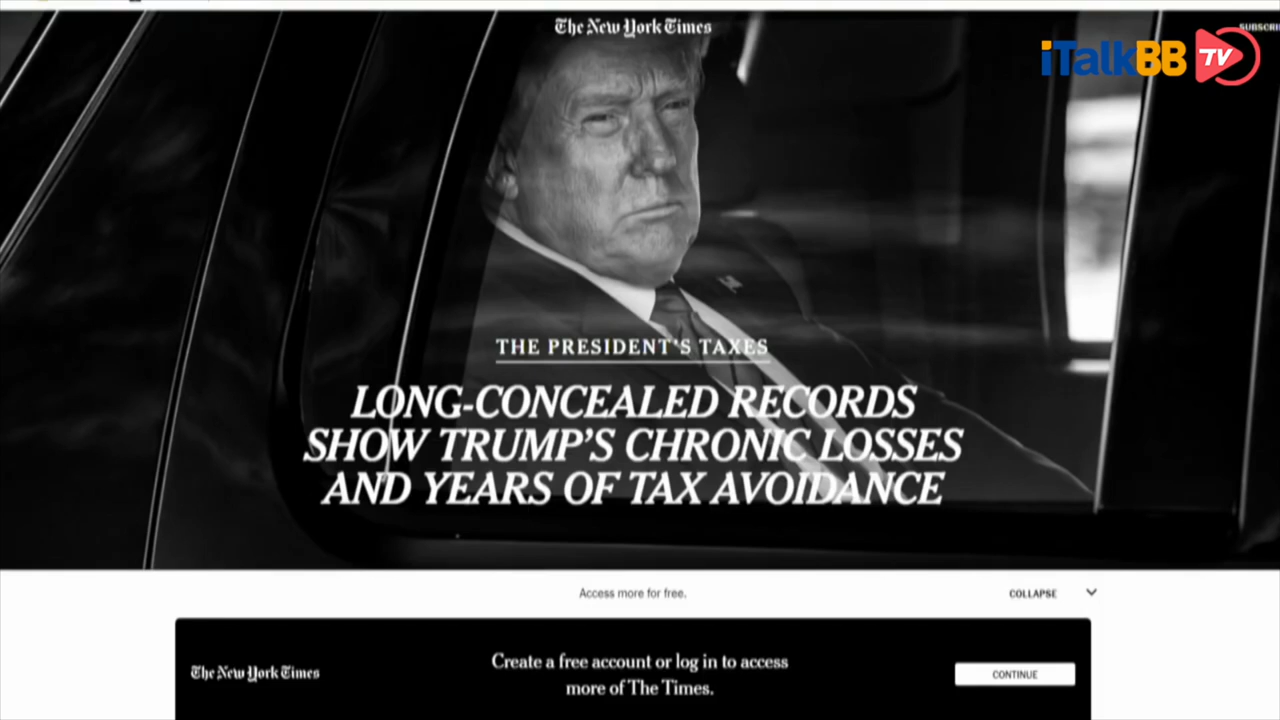 The New York Times
SUBSCRI
iTalkBB TV
THE PRESIDENT'S TAXES
LONG-CONCEALED RECORDS
SHOW TRUMP'S CHRONIC LOSSES
AND YEARS OF TAX AVOIDANCE
Access more for free.
COLLAPSE
The New York Times
Create a free account or log in to access
more of The Times.
CONTINUE